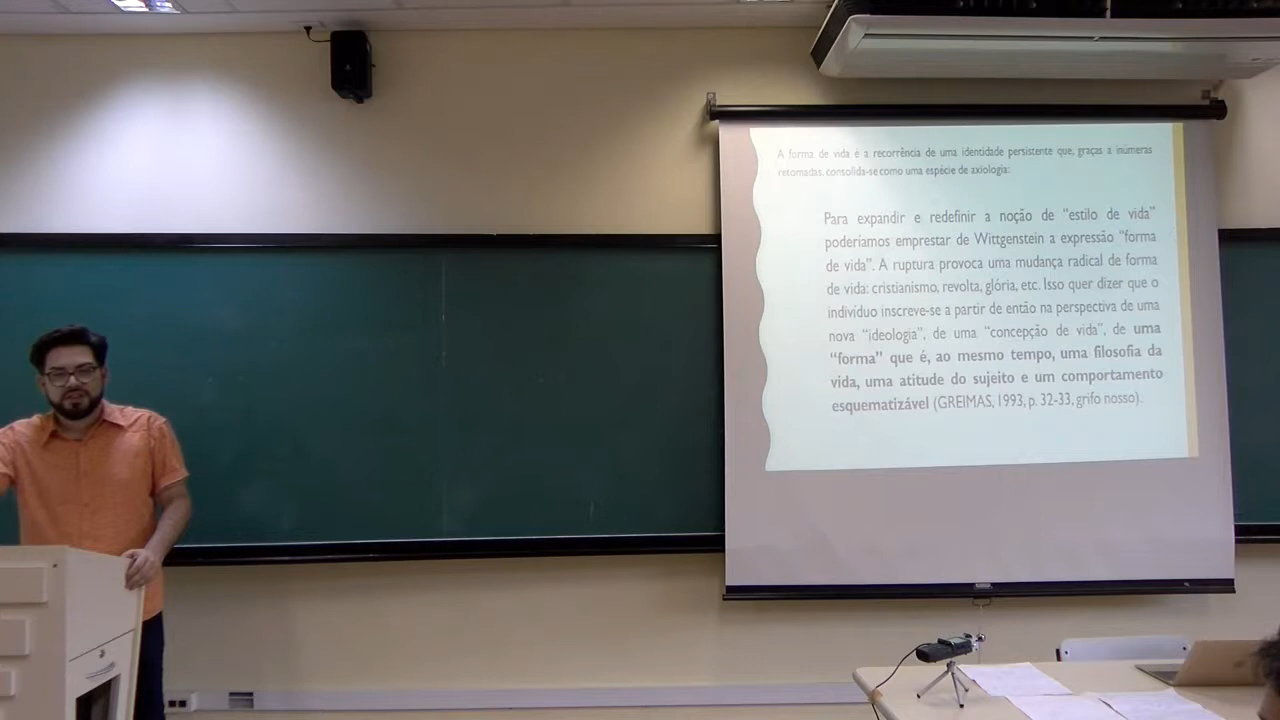 A forma de vida é a recorrência de uma identidade persistente que, graças a inúmeras
retomadas, consolida-se como uma espécie de axiologia:
Para expandir e redefinir a noção de “estilo de vida”
poderíamos emprestar de Wittgenstein a expressão “forma
de vida”. A ruptura provoca uma mudança radical de forma
de vida: cristianismo, revolta, glória, etc. Isso quer dizer que o
indivíduo inscreve-se a partir de então na perspectiva de uma
nova “ideologia”, de uma “concepção de vida”, de uma
“forma” que é, ao mesmo tempo, uma filosofia da
vida, uma atitude do sujeito e um comportamento
esquematizável (GREIMAS, 1993, p. 32-33, grifo nosso).